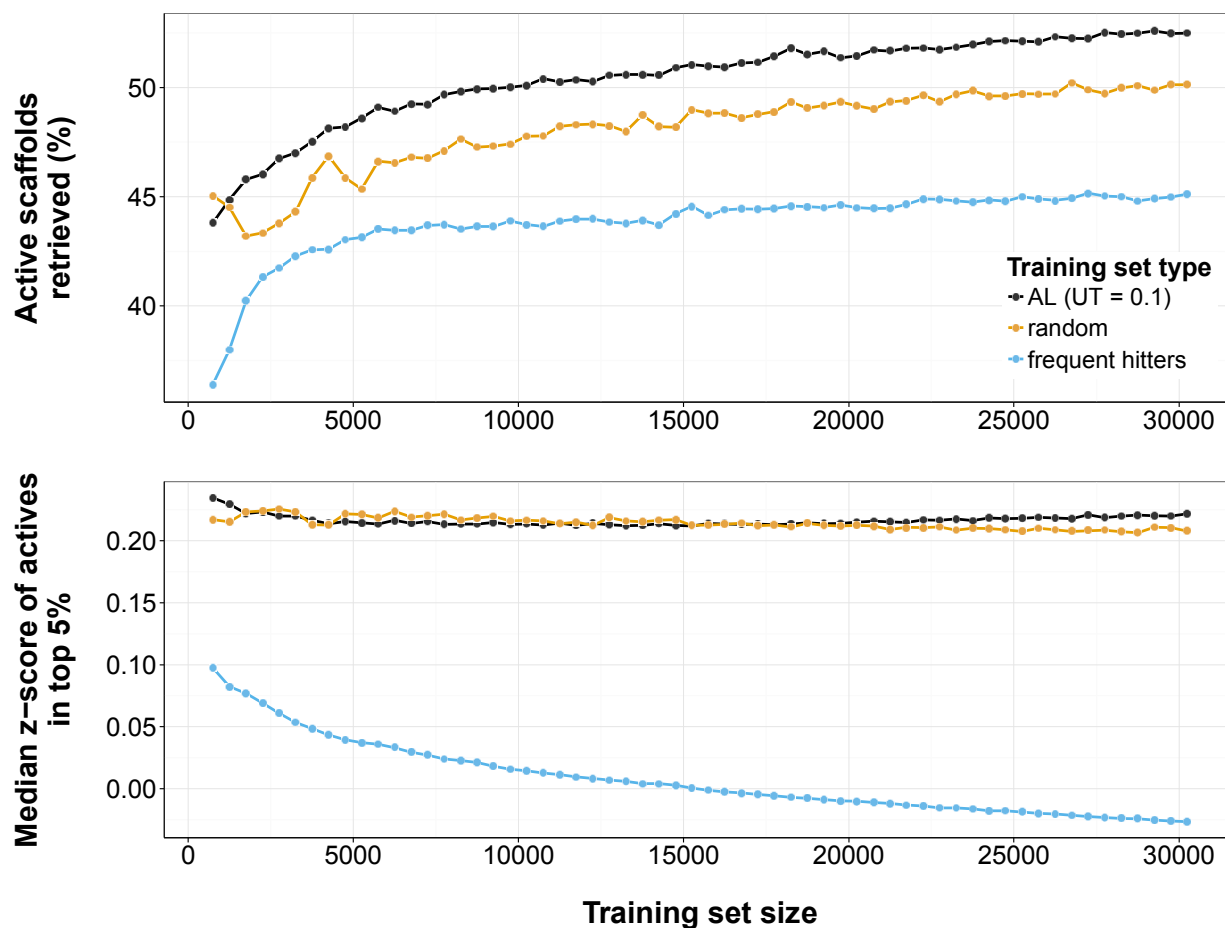 Active scaffolds
retrieved (%)
50
45
40
Training set type
AL (UT = 0.1)
random
frequent hitters
0 5000 10000 15000 20000 25000 30000
Median z−score of actives
in top 5%
0.20
0.15
0.10
0.05
0.00
0 5000 10000 15000 20000 25000 30000
Training set size